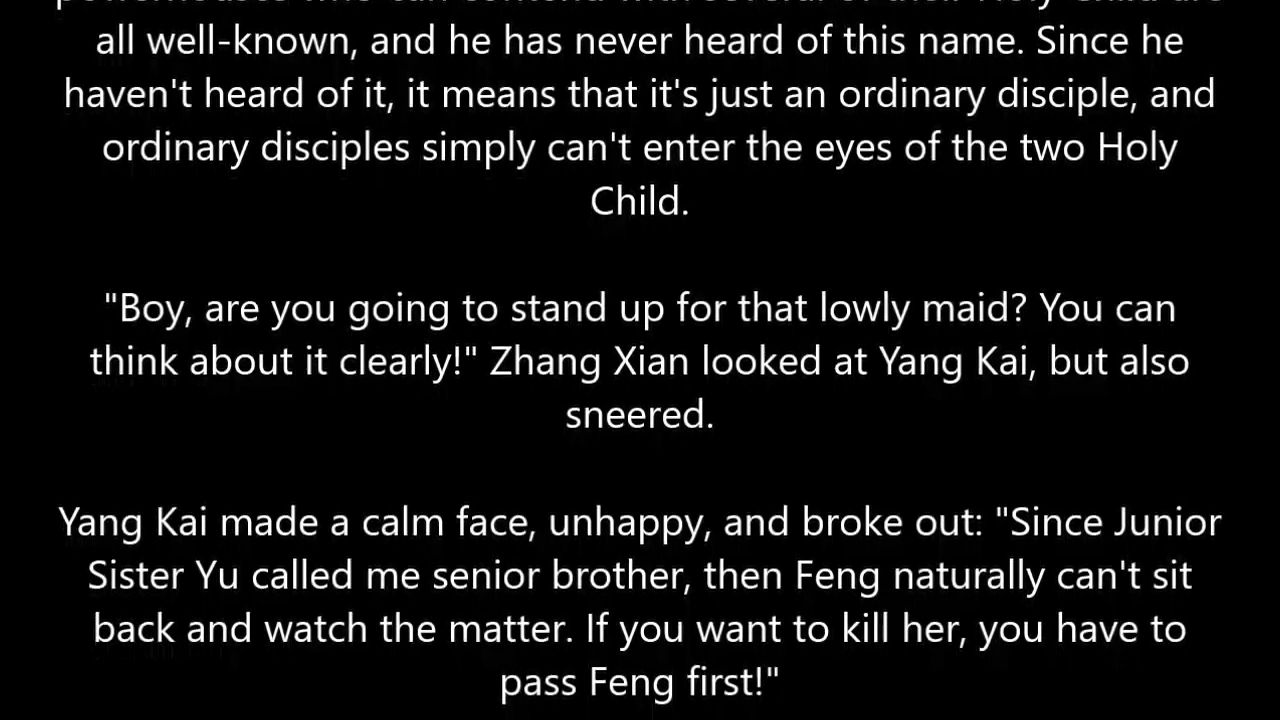 all well-known, and he has never heard of this name. Since he
haven't heard of it, it means that it's just an ordinary disciple, and
ordinary disciples simply can't enter the eyes of the two Holy
Child.
"Boy, are you going to stand up for that lowly maid? You can
think about it clearly!" Zhang Xian looked at Yang Kai, but also
sneered.
Yang Kai made a calm face, unhappy, and broke out: "Since Junior
Sister Yu called me senior brother, then Feng naturally can't sit
back and watch the matter. If you want to kill her, you have to
pass Feng first!"